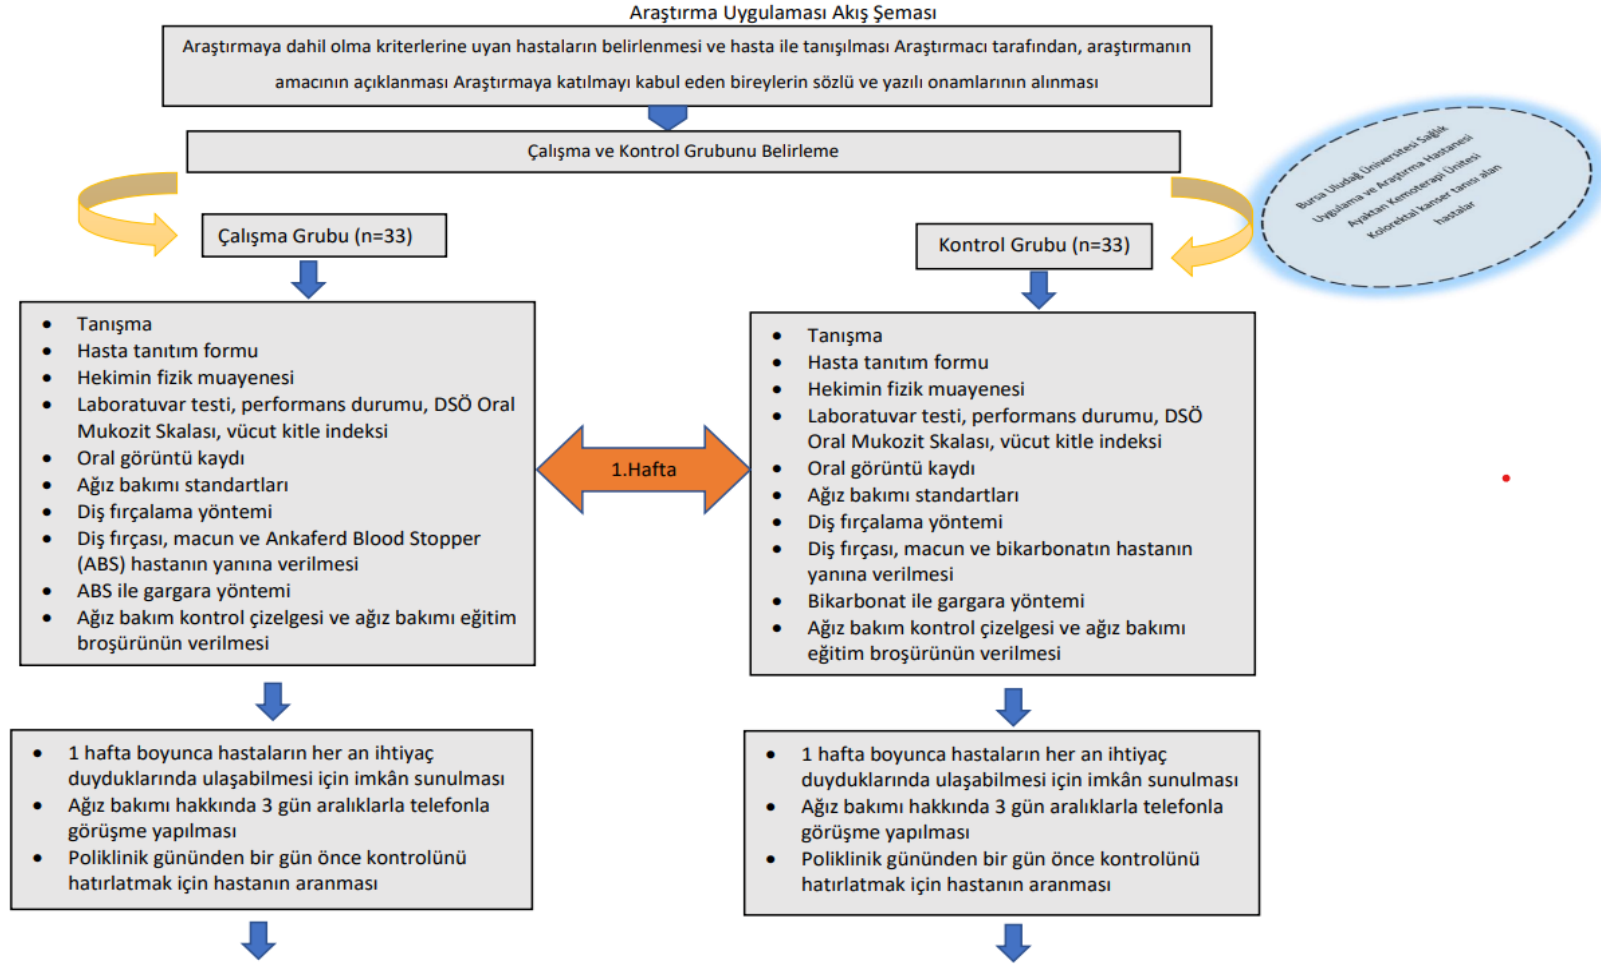 Araştırma Uygulaması Akış Şeması
Araştırmaya dahil olma kriterlerine uyan hastaların belirlenmesi ve hasta ile tanışılması Araştırmacı tarafından, araştırmanın
amacının açıklanması Araştırmaya katılmayı kabul eden bireylerin sözlü ve yazılı onamlarının alınması
Çalışma ve Kontrol Grubunu Belirleme
Bursa Uludağ Üniversitesi Sağlık
Uygulama ve Araştırma Hastanesi
Ayaktan Kemoterapi Ünitesi
Kolorektal kanser tanısı alan
hastalar
Çalışma Grubu (n=33)
Kontrol Grubu (n=33)
• Tanışma
• Hasta tanıtım formu
• Hekimin fizik muayenesi
• Laboratuvar testi, performans durumu, DSÖ Oral
Mukozit Skalası, vücut kitle indeksi
• Oral görüntü kaydı
• Ağız bakımı standartları
• Diş fırçalama yöntemi
• Diş fırçası, macun ve Ankaferd Blood Stopper
(ABS) hastanın yanına verilmesi
• ABS ile gargara yöntemi
• Ağız bakım kontrol çizelgesi ve ağız bakımı eğitim
broşürünün verilmesi
1.Hafta
• Tanışma
• Hasta tanıtım formu
• Hekimin fizik muayenesi
• Laboratuvar testi, performans durumu, DSÖ
Oral Mukozit Skalası, vücut kitle indeksi
• Oral görüntü kaydı
• Ağız bakımı standartları
• Diş fırçalama yöntemi
• Diş fırçası, macun ve bikarbonatın hastanın
yanına verilmesi
• Bikarbonat ile gargara yöntemi
• Ağız bakım kontrol çizelgesi ve ağız bakımı
eğitim broşürünün verilmesi
• 1 hafta boyunca hastaların her an ihtiyaç
duyduklarında ulaşabilmesi için imkân sunulması
• Ağız bakımı hakkında 3 gün aralıklarla telefonla
görüşme yapılması
• Poliklinik gününden bir gün önce kontrolünü
hatırlatmak için hastanın aranması
• 1 hafta boyunca hastaların her an ihtiyaç
duyduklarında ulaşabilmesi için imkân sunulması
• Ağız bakımı hakkında 3 gün aralıklarla telefonla
görüşme yapılması
• Poliklinik gününden bir gün önce kontrolünü
hatırlatmak için hastanın aranması